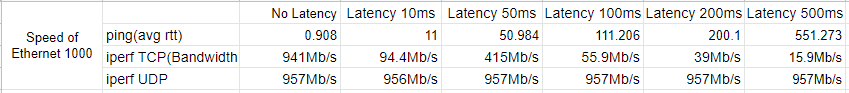 No Latency Latency 10ms Latency 50ms Latency 100ms Latency 200ms Latency 500ms
Speed of Ethernet 1000
ping(avg rtt) 0.908 11 50.984 111.206 200.1 551.273
iperf TCP(Bandwidth 941Mb/s 94.4Mb/s 415Mb/s 55.9Mb/s 39Mb/s 15.9Mb/s
iperf UDP 957Mb/s 956Mb/s 957Mb/s 957Mb/s 957Mb/s 957Mb/s